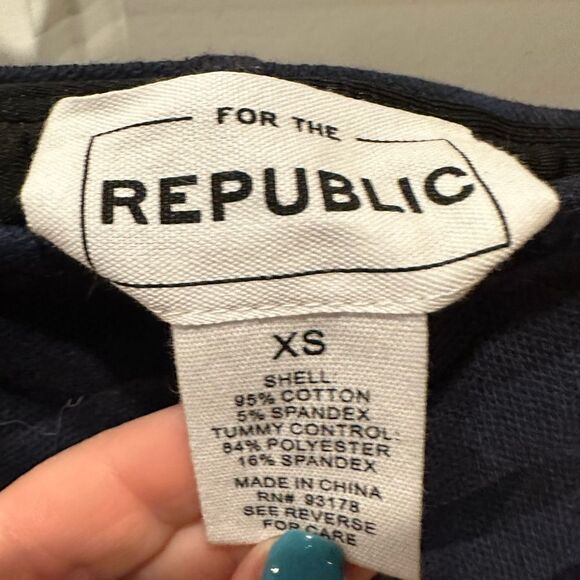 FOR THE
REPUBLIC
XS
SHELL:
95% COTTON
5% SPANDEX
TUMMY CONTROL:
84% POLYESTER
16% SPANDEX
MADE IN CHINA
RN# 93178
SEE REVERSE
FOR CARE